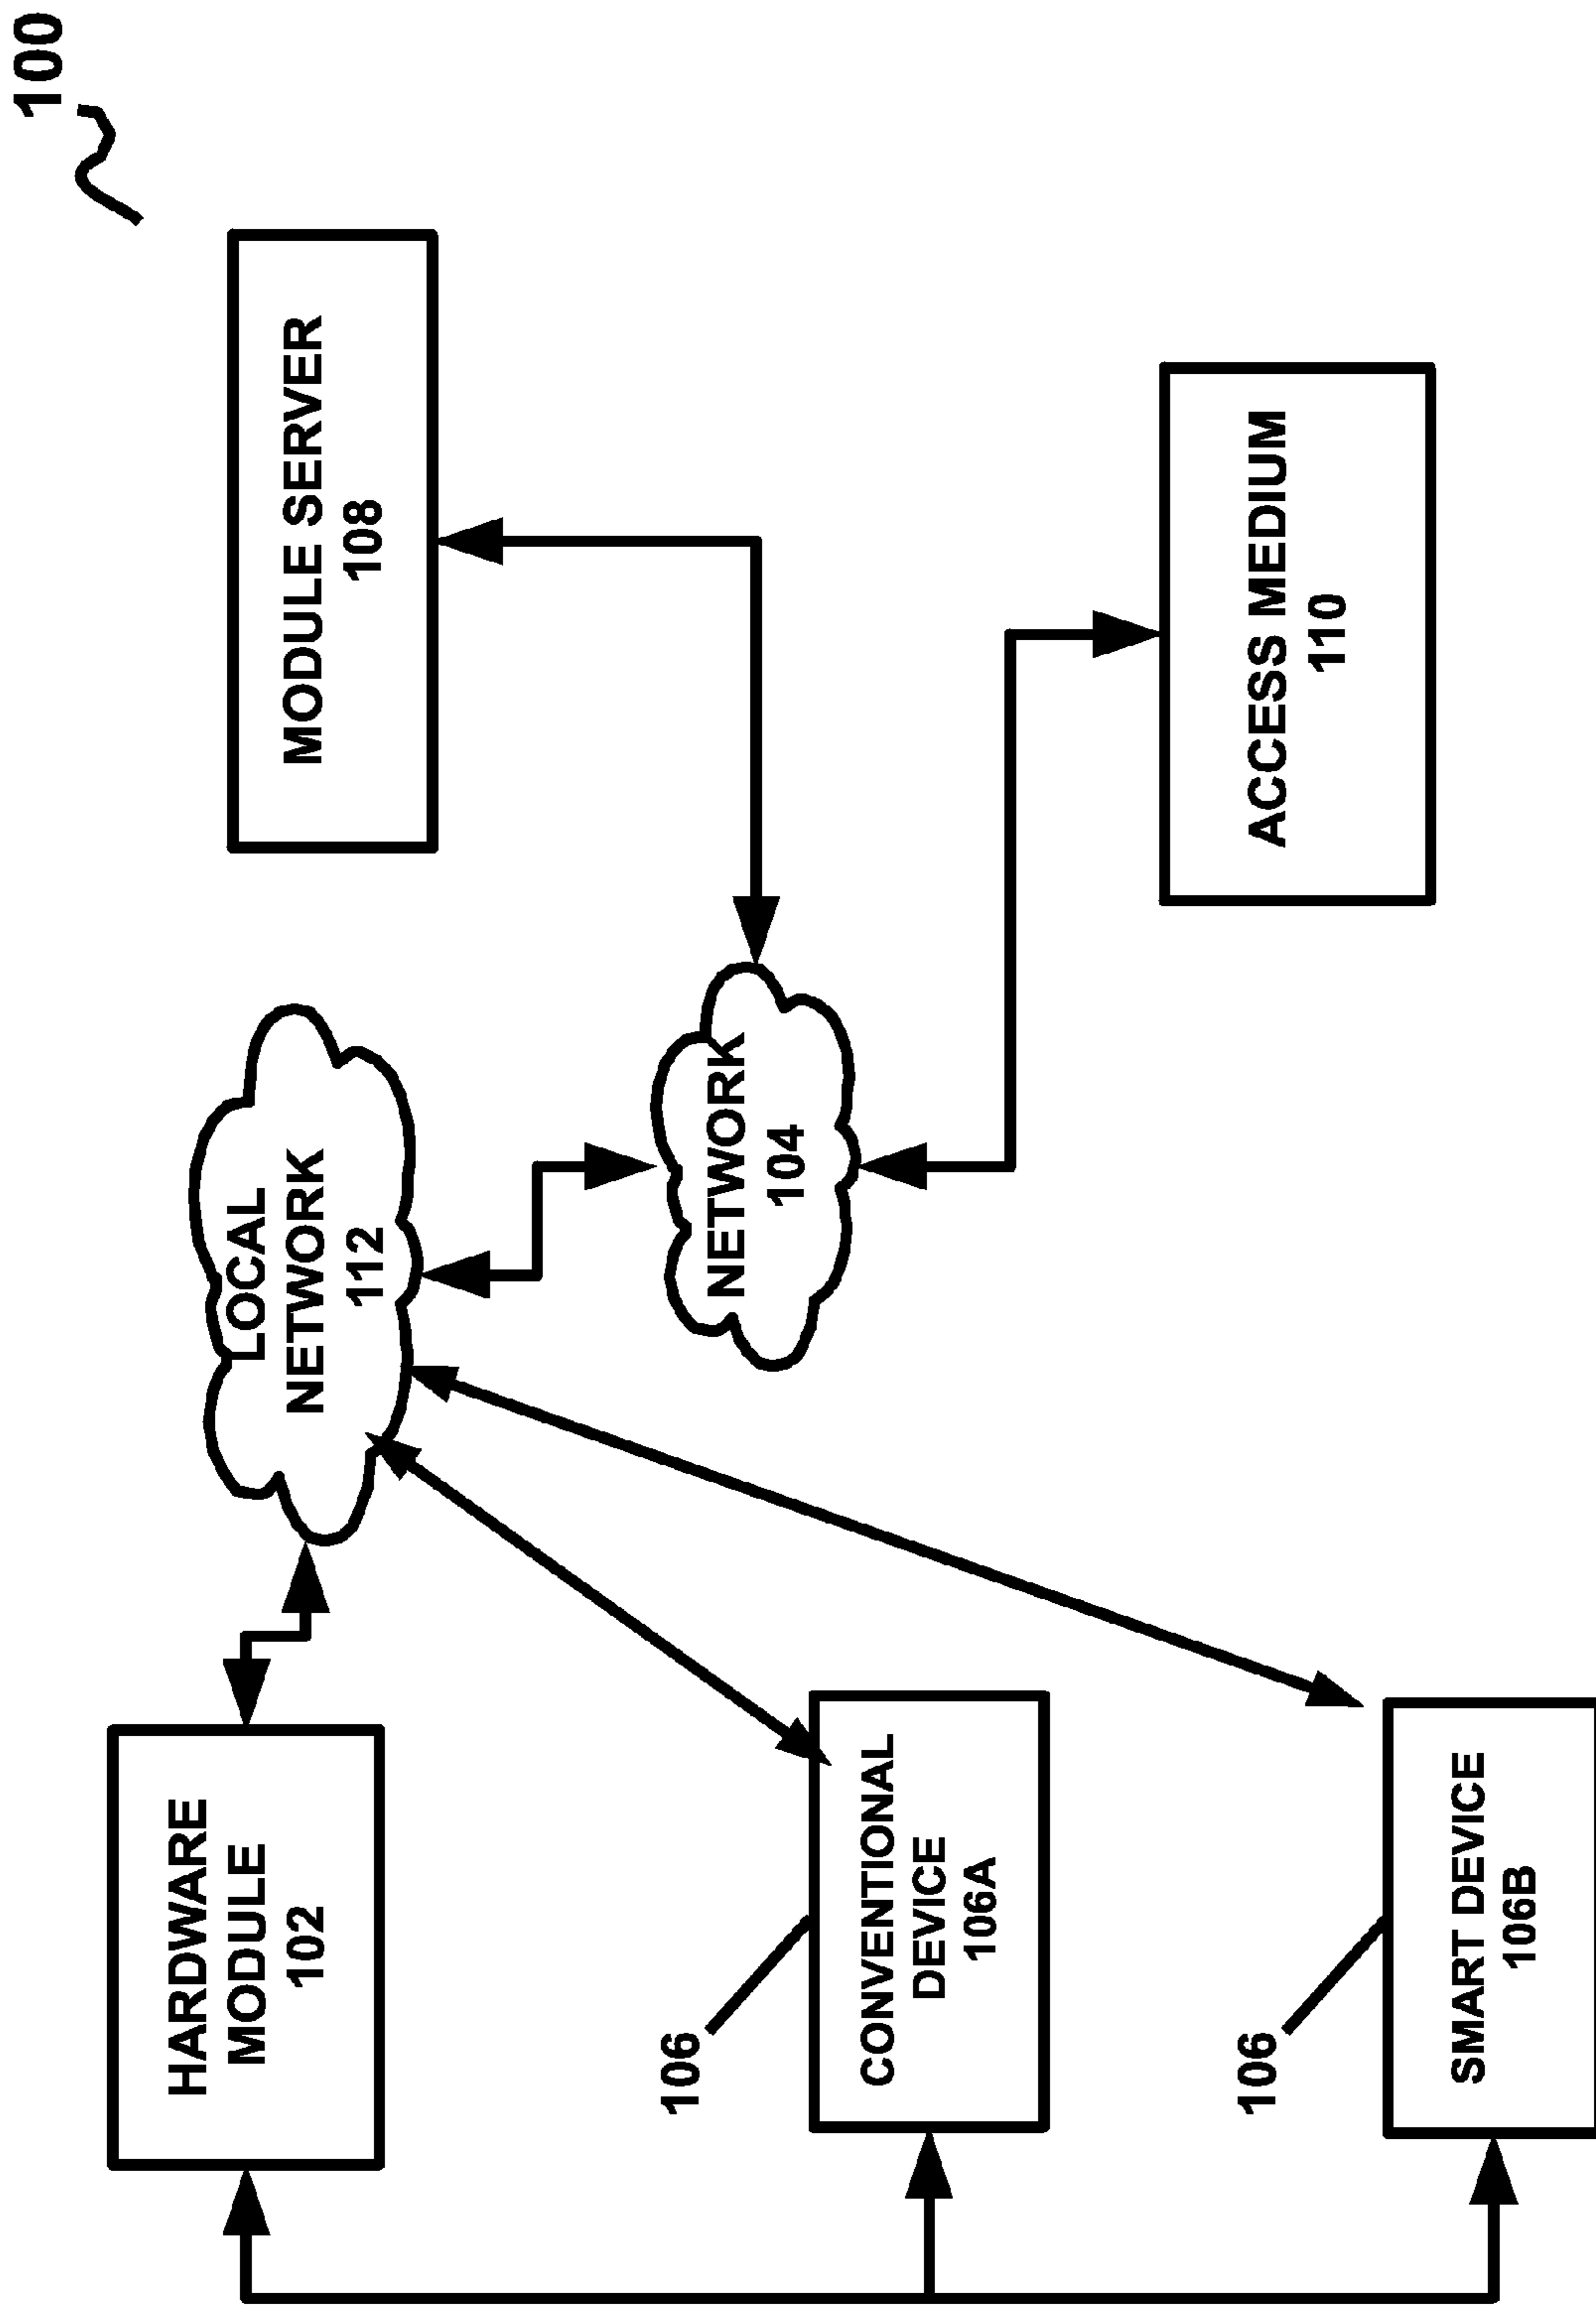 100
HARDWARE
MODULE
102
LOCAL
NETWORK
112
MODULE SERVER
108
106
CONVENTIONAL
DEVICE
106A
NETWORK
104
106
SMART DEVICE
106B
ACCESS MEDIUM
110